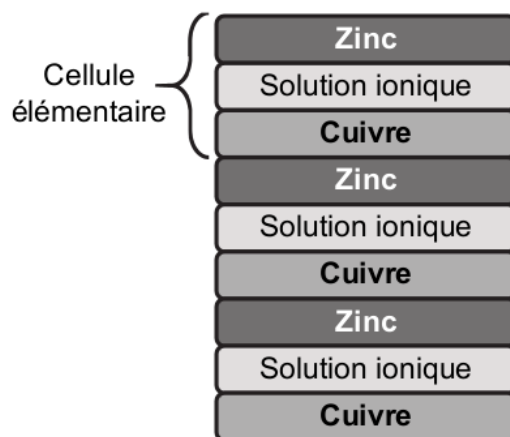 Zinc
Cellule
élémentaire
Solution ionique
Cuivre
Zinc
Solution ionique
Cuivre
Zinc
Solution ionique
Cuivre